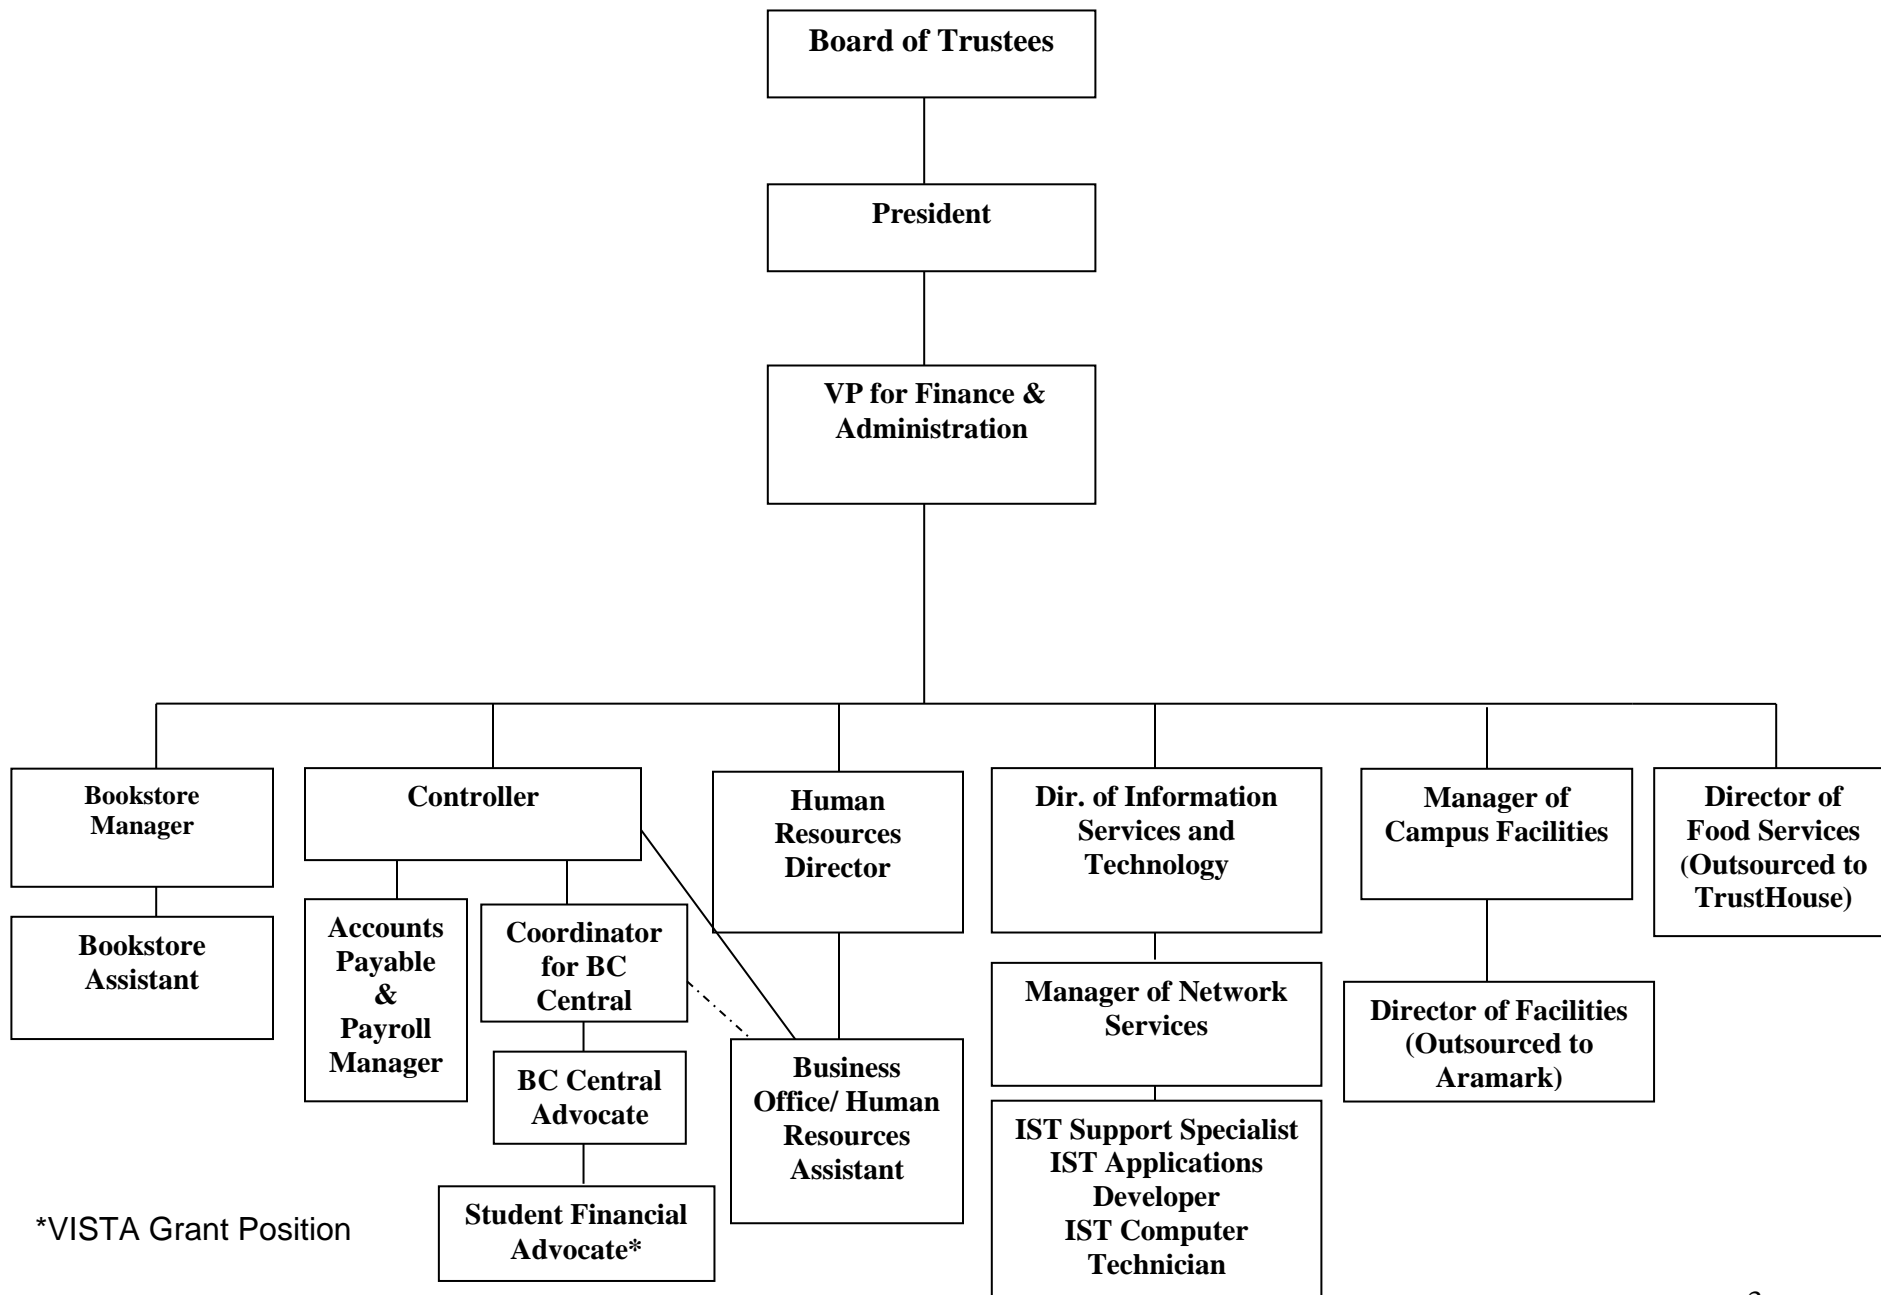 Board of Trustees
President
VP for Finance &
Administration
Bookstore
Manager
Controller
Human
Resources
Director
Dir. of Information
Services and
Technology
Manager of
Campus Facilities
Director of
Food Services
(Outsourced to
TrustHouse)
Bookstore
Assistant
Accounts
Payable
&
Payroll
Manager
Coordinator
for BC
Central
Manager of Network
Services
Director of Facilities
(Outsourced to
Aramark)
BC Central
Advocate
Business
Office/ Human
Resources
Assistant
IST Support Specialist
IST Applications
Developer
IST Computer
Technician
Student Financial
Advocate*
*VISTA Grant Position